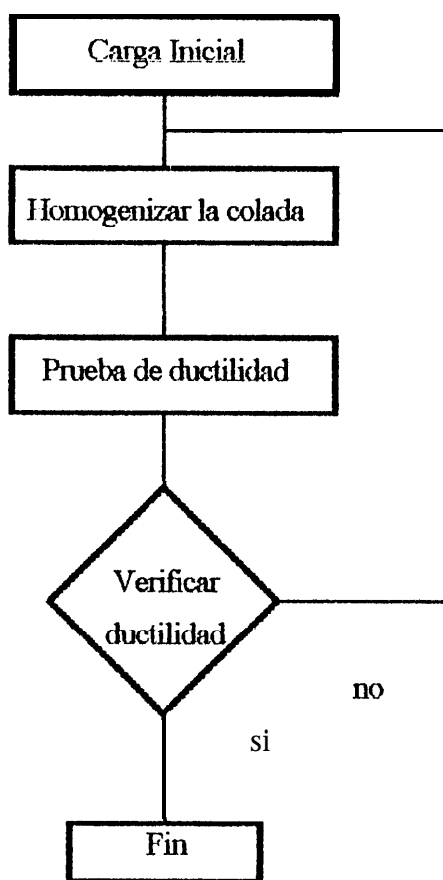 Carga Inicial
Homogenizar la colada
Prueba de ductilidad
Verificar
ductilidad
no
si
Fin